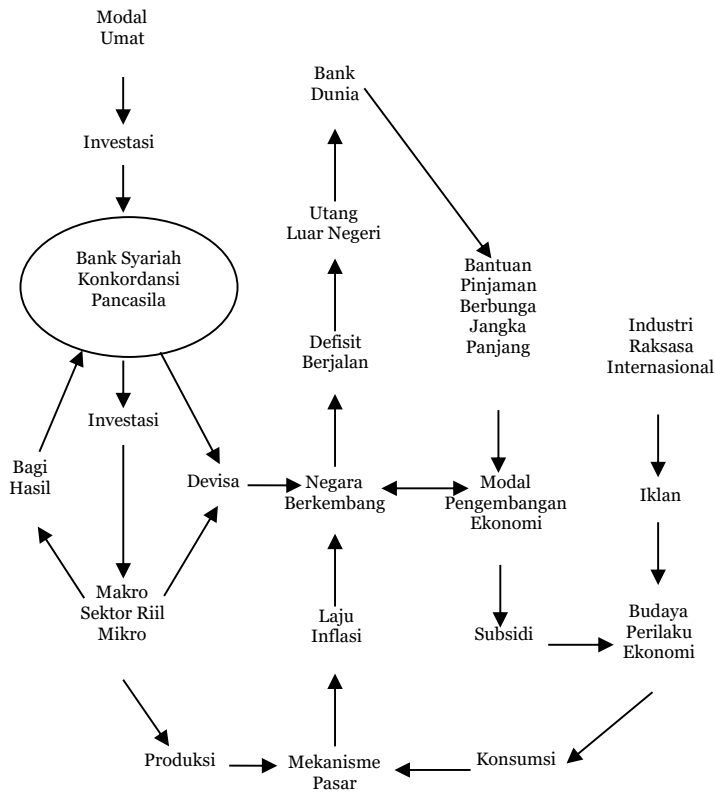 Modal
Umat
Bank
Dunia
Investasi
Utang
Luar Negeri
Bank Syariah
Konkordansi
Pancasila
Bantuan
Pinjaman
Berbunga
Jangka
Panjang
Industri
Raksasa
Internasional
Defisit
Berjalan
Investasi
Bagi
Hasil
Devisa
Negara
Berkembang
Modal
Pengembangan
Ekonomi
Iklan
Makro
Sektor Riil
Mikro
Laju
Inflasi
Subsidi
Budaya
Perilaku
Ekonomi
Produksi
Mekanisme
Pasar
Konsumsi